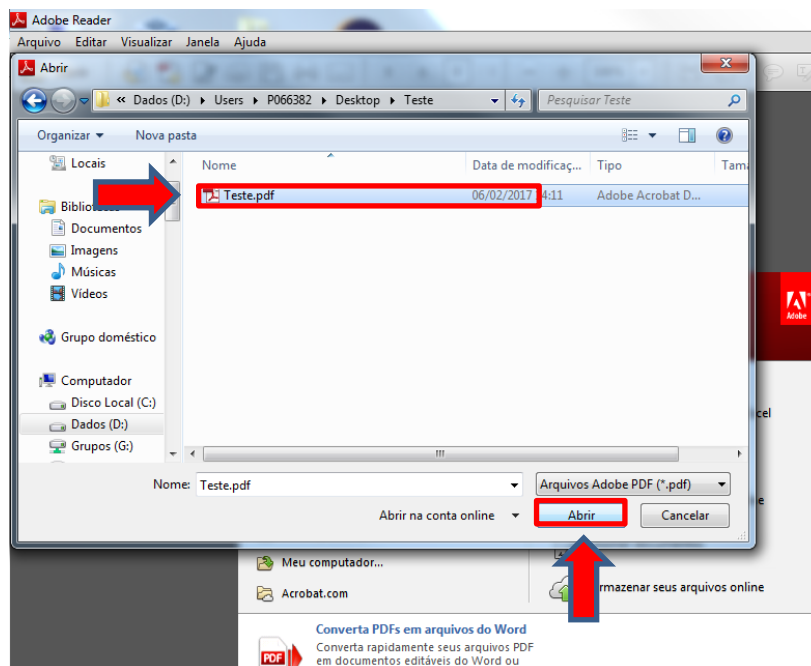 Adobe Reader
Arquivo Editar Visualizar Janela Ajuda
Abrir
« Dados (D:) ▸ Users ▸ P066382 ▸ Desktop ▸ Teste
Pesquisar Teste
Organizar ▾ Nova pasta
Locais
Documentos
Imagens
Músicas
Vídeos
Grupo doméstico
Computador
Disco Local (C:)
Dados (D:)
Grupos (G:)
Nome Data de modificaç... Tipo
Teste.pdf 06/02/2017 4:11 Adobe Acrobat D...
Nome: Teste.pdf Arquivos Adobe PDF (*.pdf)
Abrir na conta online ▾ Abrir Cancelar
Adobe
Meu computador...
Acrobat.com
seus arquivos online
Converta PDFs em arquivos do Word
Converta rapidamente seus arquivos PDF
em documentos editáveis do Word ou
PDF